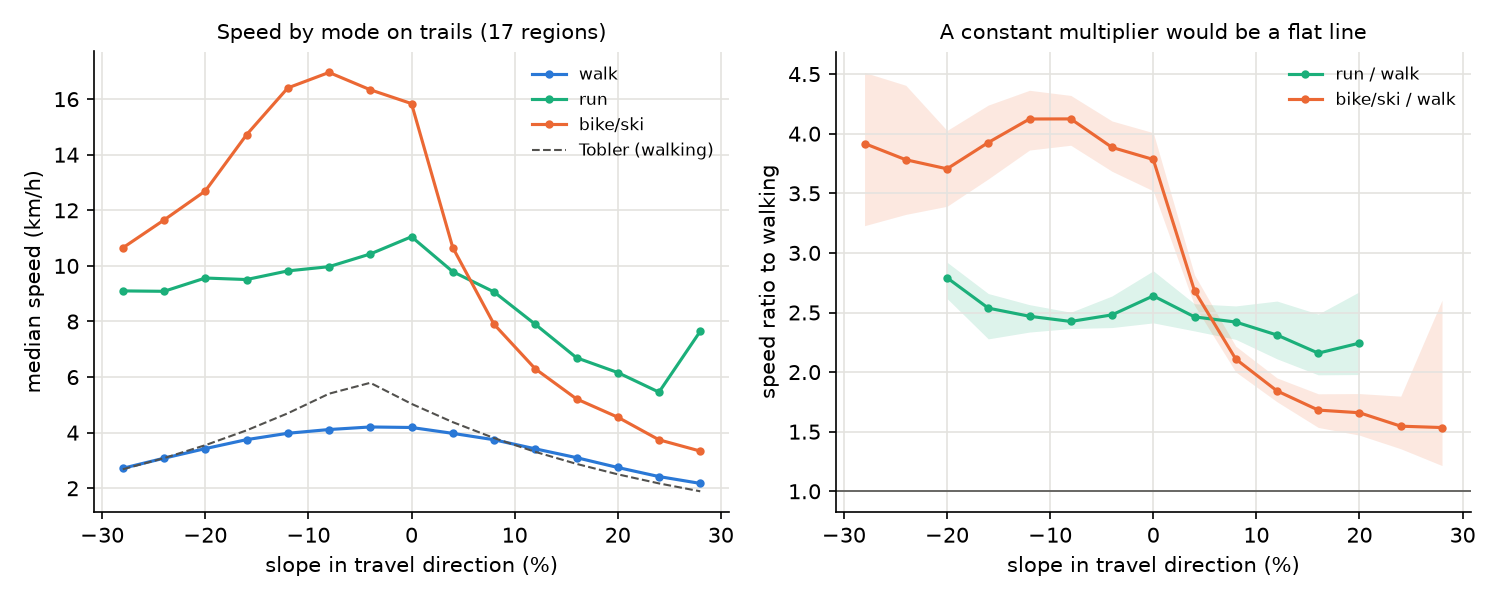 Speed by mode on trails (17 regions)
walk
run
bike/ski
Tobler (walking)
median speed (km/h)
16
14
12
10
8
6
4
2
−30
−20
−10
0
10
20
30
slope in travel direction (%)
A constant multiplier would be a flat line
run / walk
bike/ski / walk
speed ratio to walking
4.5
4.0
3.5
3.0
2.5
2.0
1.5
1.0
−30
−20
−10
0
10
20
30
slope in travel direction (%)